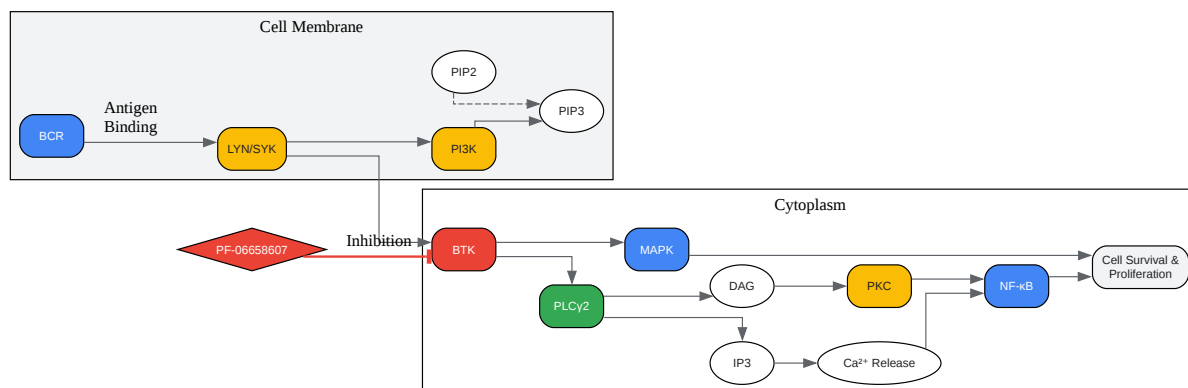 Cell Membrane
PIP2
PIP3
Antigen
Binding
BCR
LYN/SYK
PI3K
Cytoplasm
Inhibition
PF-06658607
BTK
MAPK
Cell Survival &
Proliferation
DAG
PKC
NF-κB
PLCγ2
IP3
Ca²⁺ Release